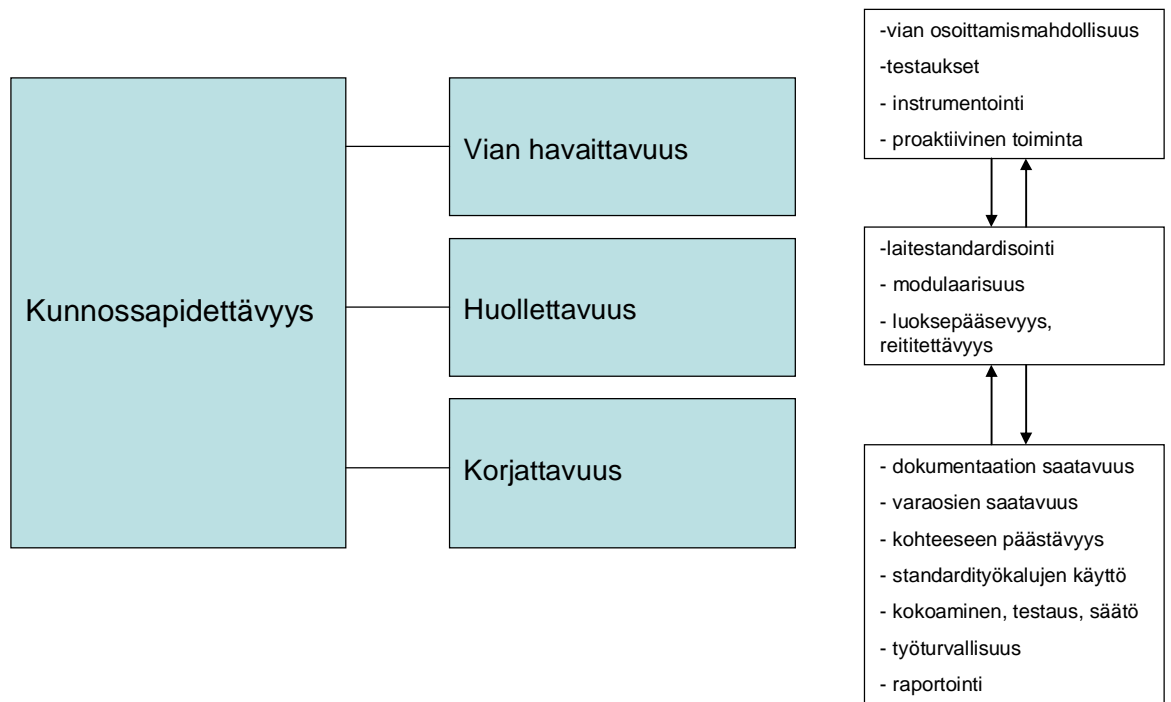 Kunnossapidettävyys
Vian havaittavuus
Huollettavuus
Korjattavuus
-vian osoittamismahdollisuus
-testaukset
- instrumentointi
- proaktiivinen toiminta
-laitestandardisointi
- modulaarisuus
- luoksepääsevyys,
reititettävyys
- dokumentaation saatavuus
- varaosien saatavuus
- kohteeseen päästävyys
- standardityökalujen käyttö
- kokoaminen, testaus, säätö
- työturvallisuus
- raportointi